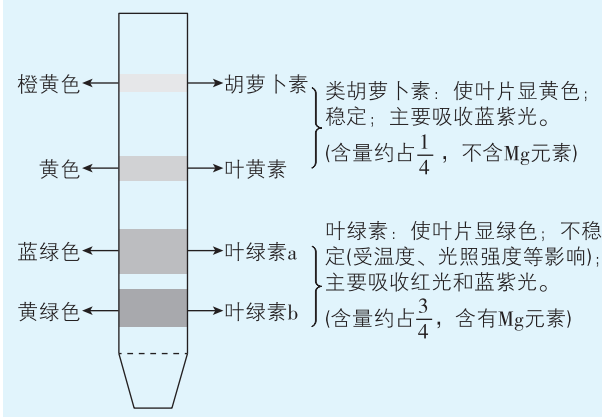 橙黄色
胡萝卜素
类胡萝卜素：使叶片显黄色；
稳定；主要吸收蓝紫光。
(含量约占1/4，不含Mg元素)
黄色
叶黄素
叶绿素：使叶片显绿色；不稳
定(受温度、光照强度等影响)；
主要吸收红光和蓝紫光。
(含量约占3/4，含有Mg元素)
蓝绿色
叶绿素a
黄绿色
叶绿素b